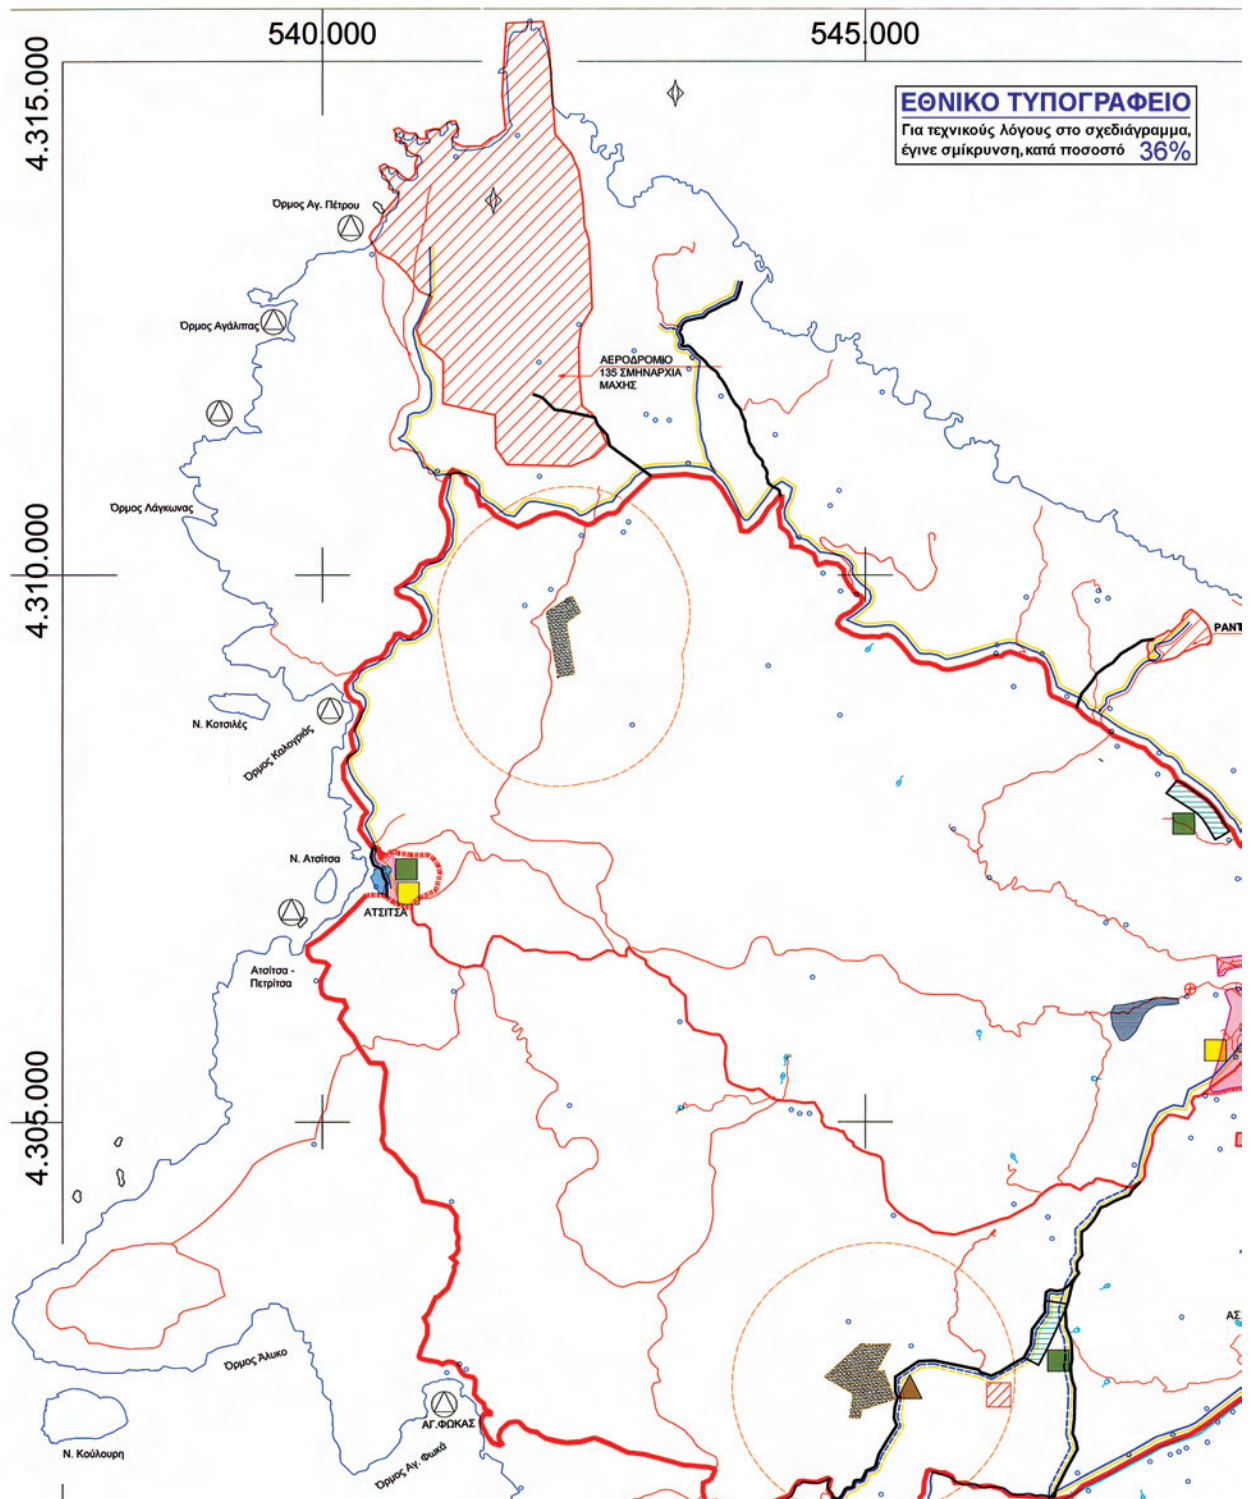 540.000
545.000
4.315.000
ΕΘΝΙΚΟ ΤΥΠΟΓΡΑΦΕΙΟ
Για τεχνικούς λόγους στο σχεδιάγραμμα,
έγινε σμίκρυνση, κατά ποσοστό 36%
Όρμος Αγ. Πέτρου
Όρμος Αγάλιπας
ΑΕΡΟΔΡΟΜΙΟ
135 ΣΜΗΝΑΡΧΙΑ
ΜΑΧΗΣ
Όρμος Λάγκωνας
4.310.000
ΡΑΝΤ
Ν. Κοτσιλές
Όρμος Καλογριάς
Ν. Ατσίτσα
ΑΤΣΙΤΣΑ
Ατσίτσα -
Πετρίτσα
4.305.000
ΑΣ
Όρμος Άλυκο
ΑΓ.ΦΩΚΑΣ
Ν. Κούλουρη
Όρμος Αγ. Φωκά